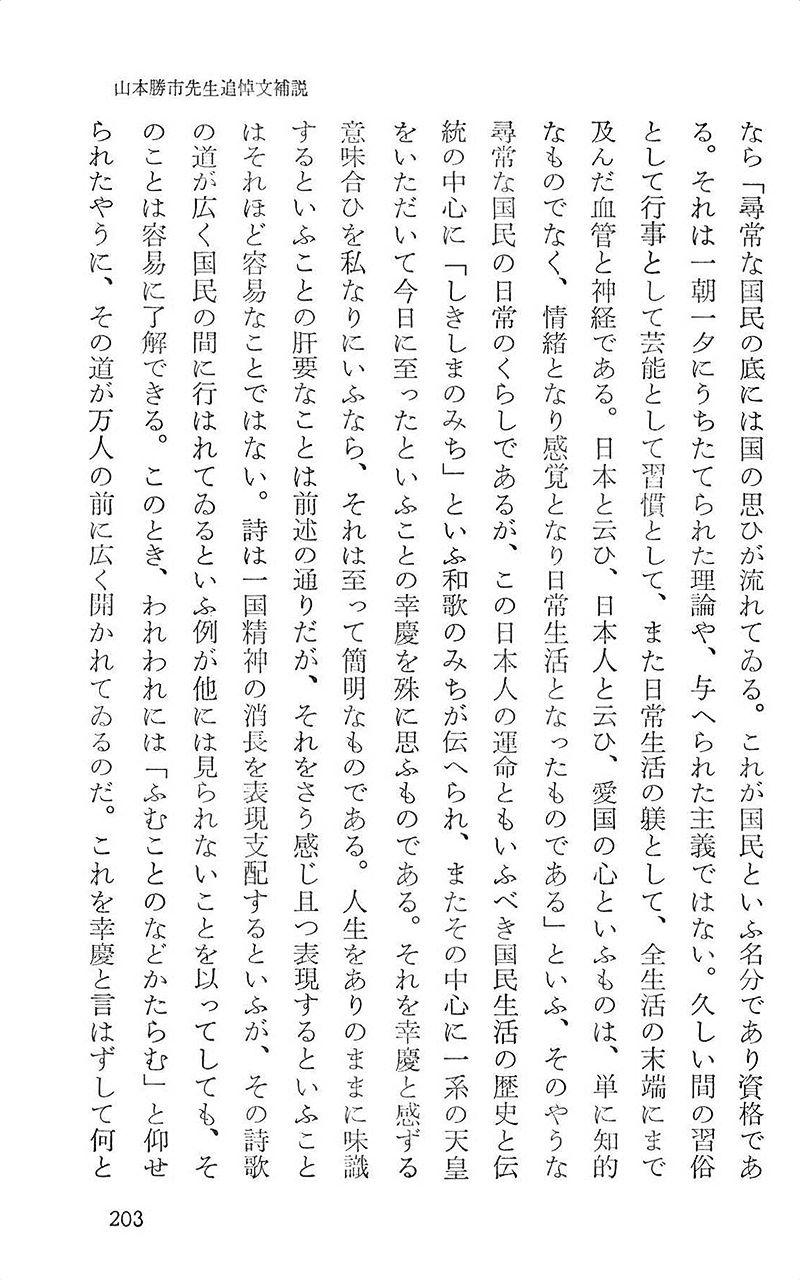 山本勝市先生追悼文補説
なら「尋常な国民の底には国の思ひが流れてゐる。これが国民といふ名分であり資格であ
る。それは一朝一夕にうちたてられた理論や、与へられた主義ではない。久しい間の習俗
として行事として芸能として習慣として、また日常生活の躾として、全生活の末端にまで
及んだ血管と神経である。日本と云ひ、日本人と云ひ、愛国の心といふものは、単に知的
なものでなく、情緒となり感覚となり日常生活となったものである」といふ、そのやうな
尋常な国民の日常のくらしであるが、この日本人の運命ともいふべき国民生活の歴史と伝
統の中心に「しきしまのみち」といふ和歌のみちが伝へられ、またその中心に一系の天皇
をいただいて今日に至ったといふことの幸慶を殊に思ふものである。それを幸慶と感ずる
意味合ひを私なりにいふなら、それは至って簡明なものである。人生をありのままに味識
するといふことの肝要なことは前述の通りだが、それをさう感じ且つ表現するといふこと
はそれほど容易なことではない。詩は一国精神の消長を表現支配するといふが、その詩歌
の道が広く国民の間に行はれてゐるといふ例が他には見られないことを以ってしても、そ
のことは容易に了解できる。このとき、われわれには「ふむことのなどかたらむ」と仰せ
られたやうに、その道が万人の前に広く開かれてゐるのだ。これを幸慶と言はずして何と
203